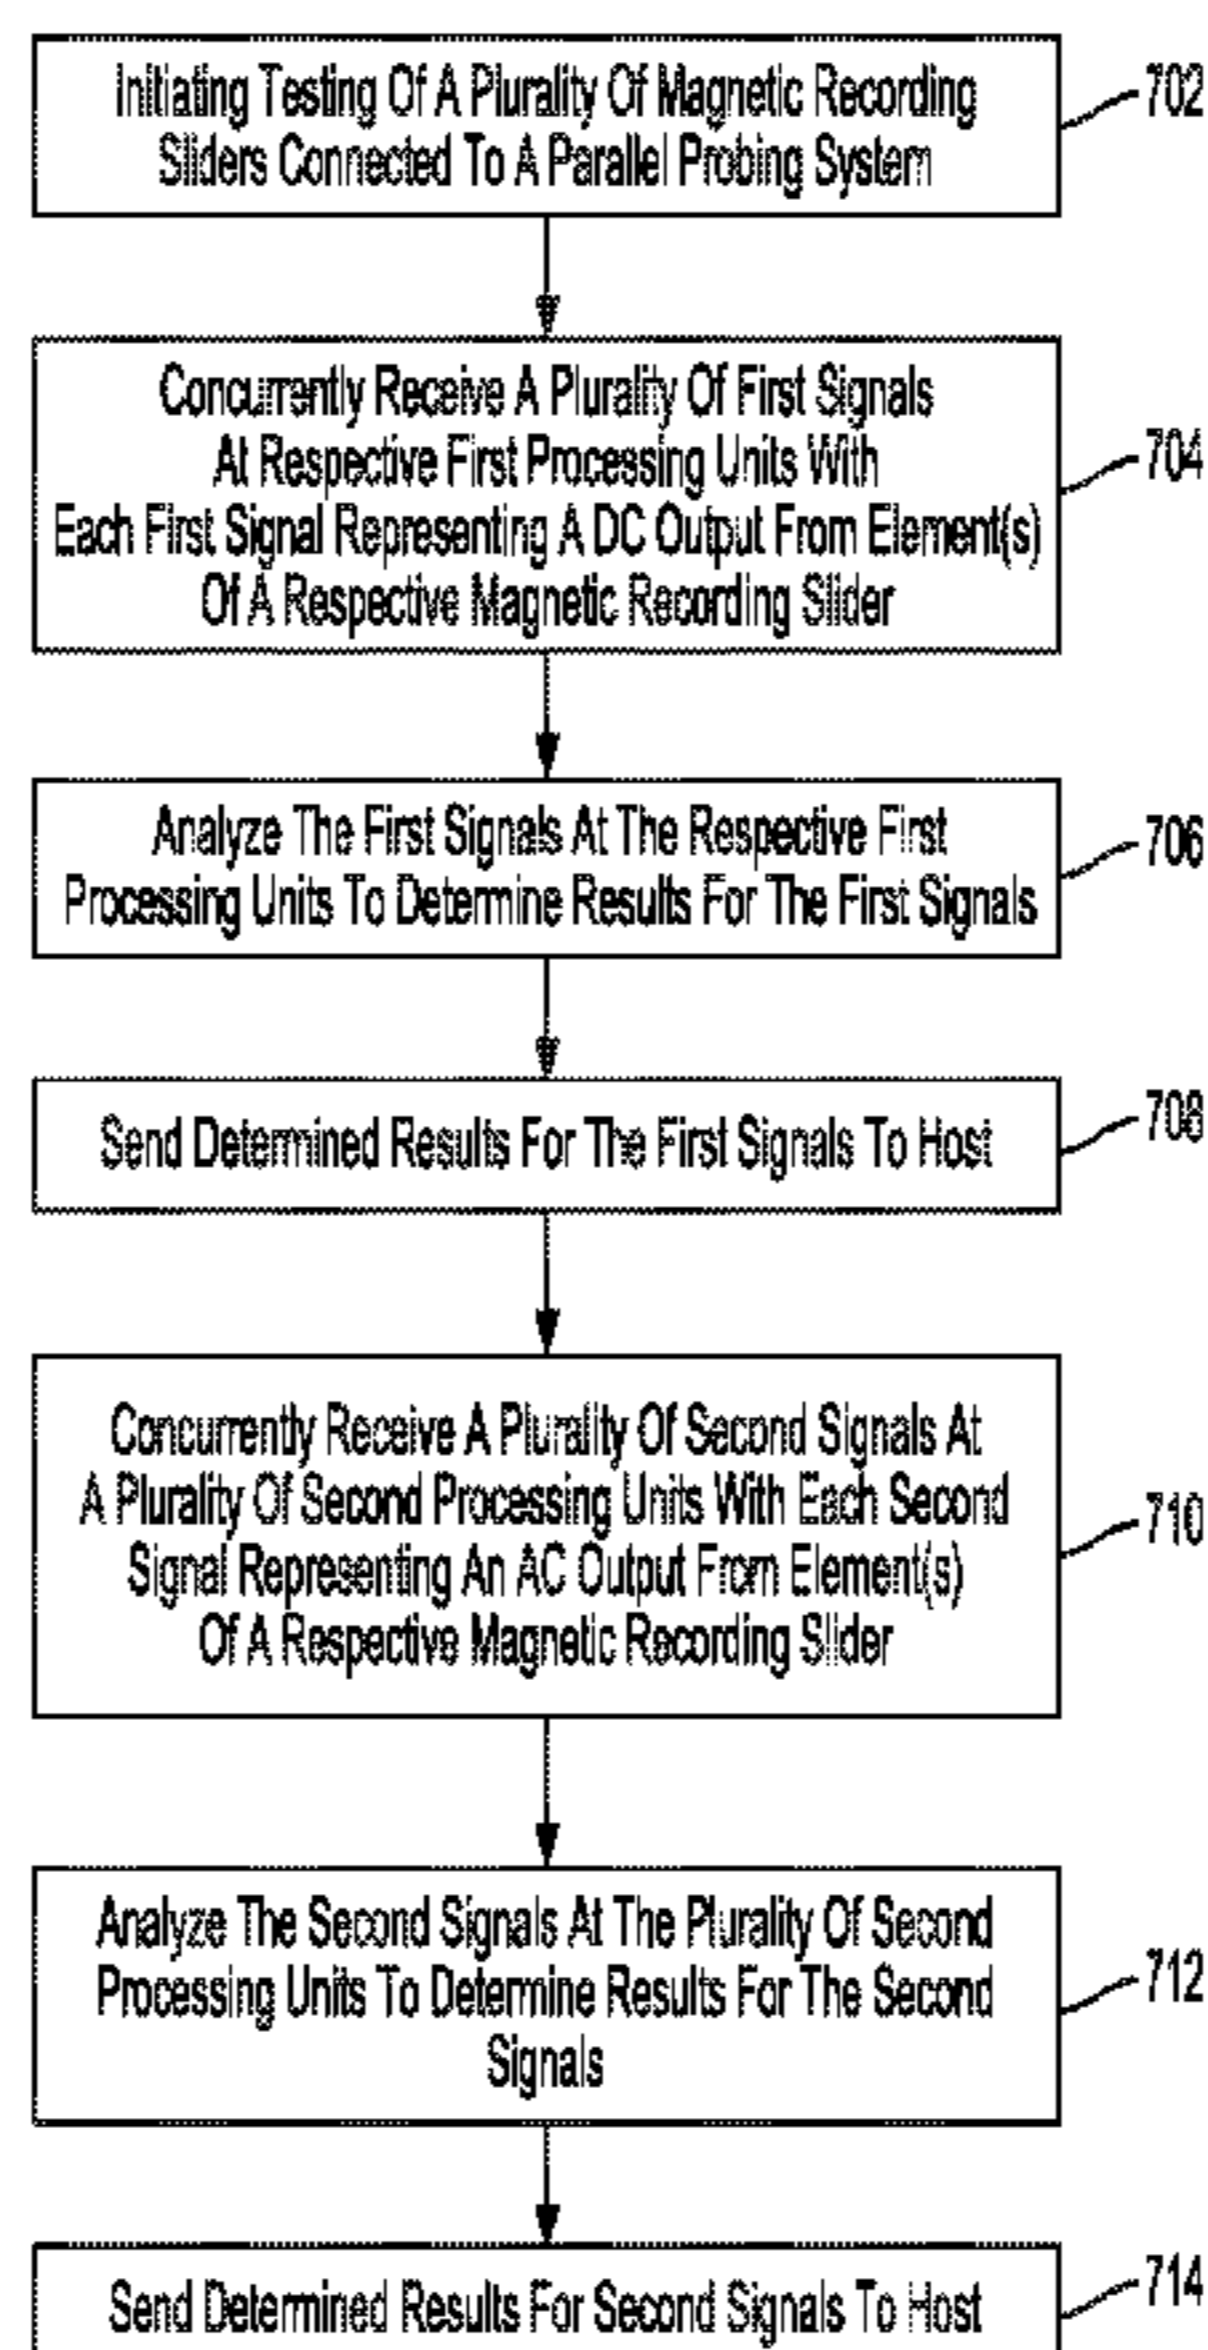 Initiating Testing Of A Plurality Of Magnetic Recording
Sliders Connected To A Parallel Probing System
702
Concurrently Receive A Plurality Of First Signals
At Respective First Processing Units With
Each First Signal Representing A DC Output From Element(s)
Of A Respective Magnetic Recording Slider
704
Analyze The First Signals At The Respective First
Processing Units To Determine Results For The First Signals
706
Send Determined Results For The First Signals To Host
708
Concurrently Receive A Plurality Of Second Signals At
A Plurality Of Second Processing Units With Each Second
Signal Representing An AC Output From Element(s)
Of A Respective Magnetic Recording Slider
710
Analyze The Second Signals At The Plurality Of Second
Processing Units To Determine Results For The Second
Signals
712
Send Determined Results For Second Signals To Host
714